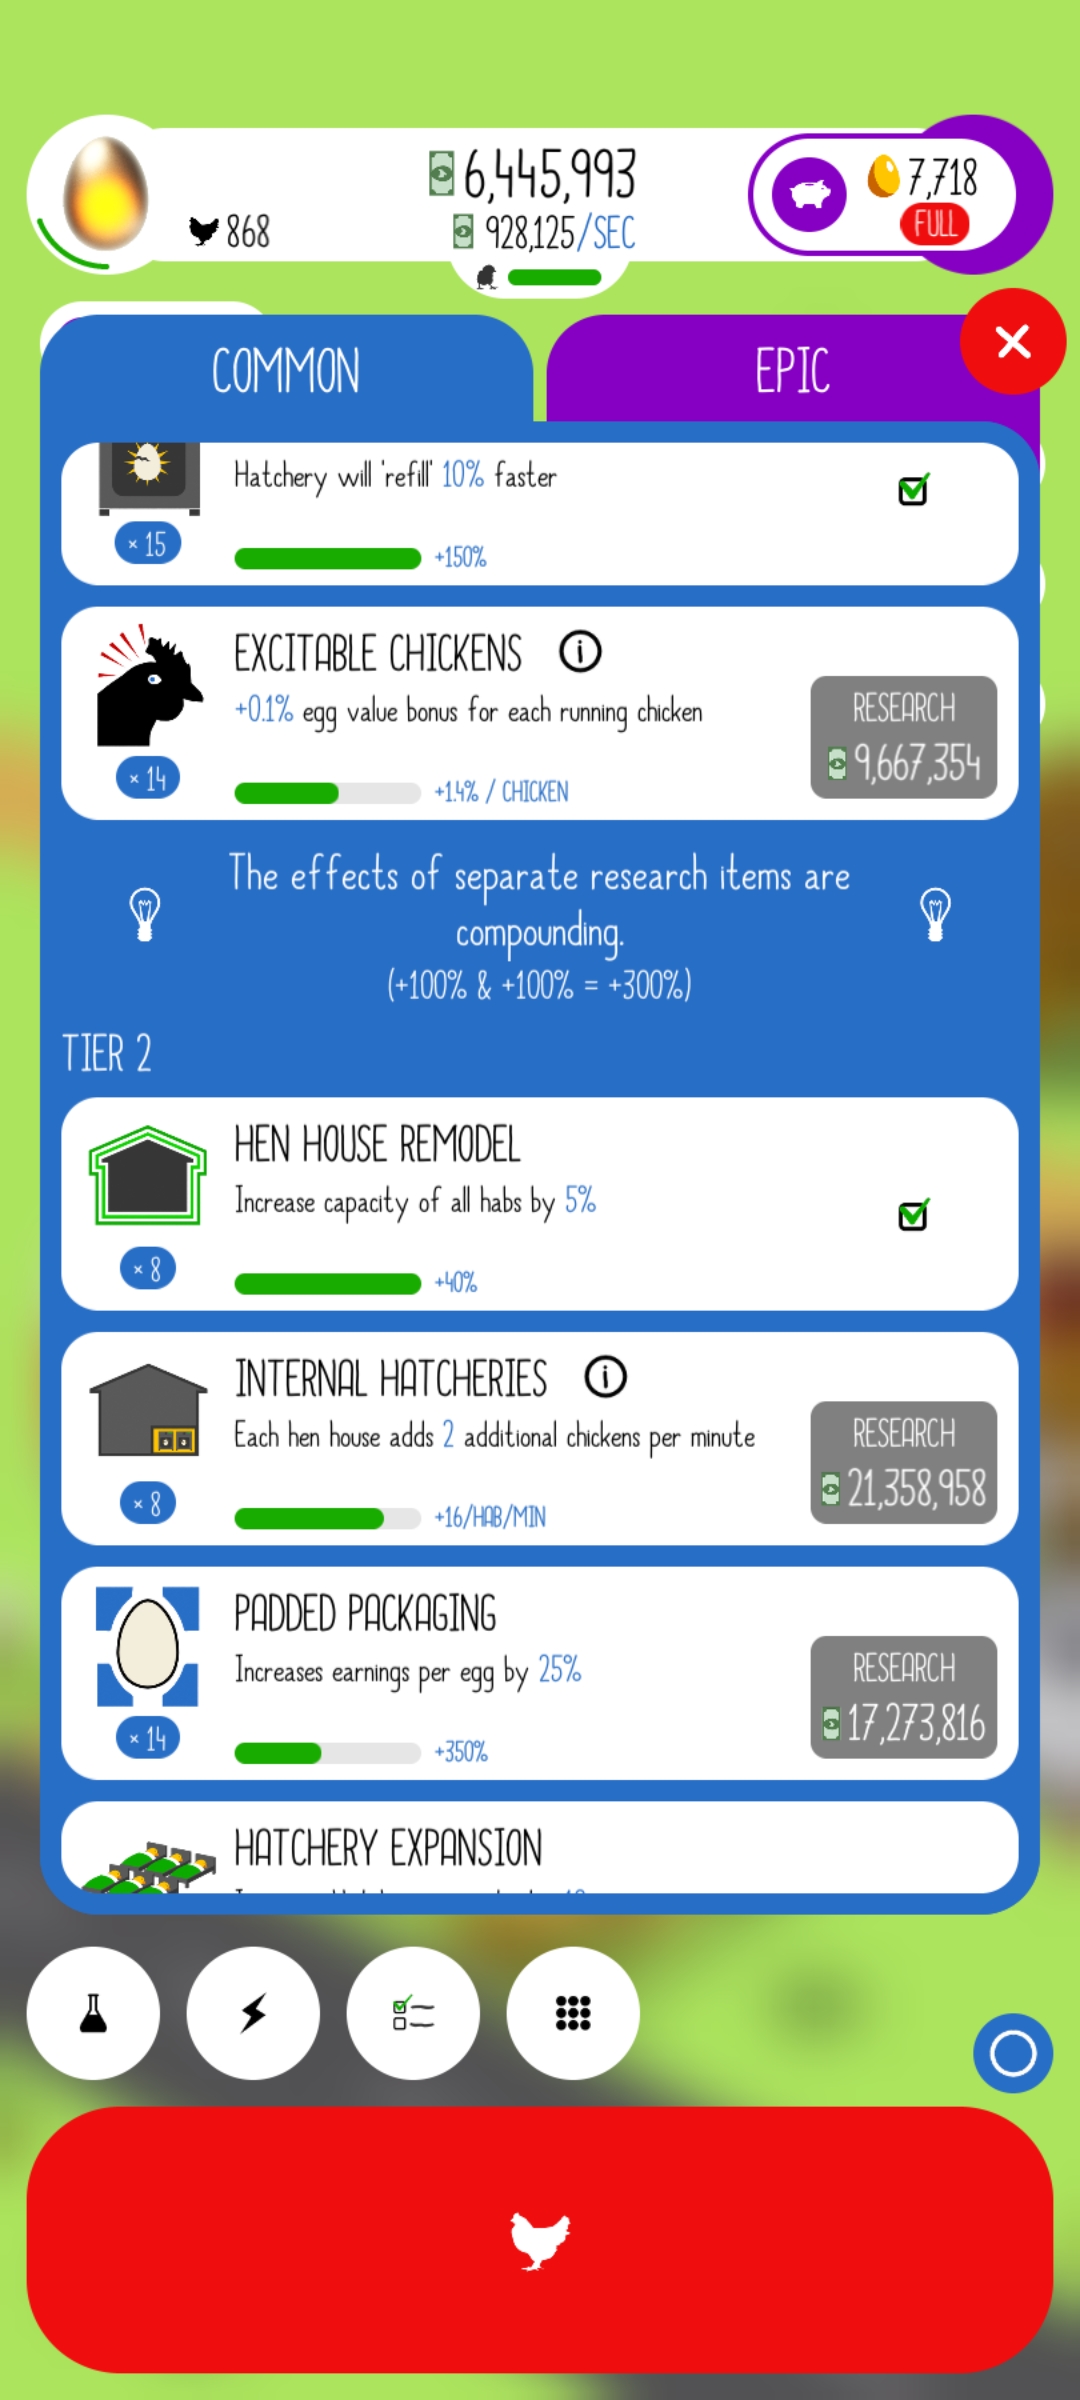 6,445,993
7,718
868
928,125/SEC
FULL
COMMON
EPIC
Hatchery will 'refill' 10% faster
× 15
+150%
EXCITABLE CHICKENS
+0.1% egg value bonus for each running chicken
RESEARCH
9,667,354
× 14
+1.4% / CHICKEN
The effects of separate research items are
compounding.
(+100% & +100% = +300%)
TIER 2
HEN HOUSE REMODEL
Increase capacity of all habs by 5%
× 8
+40%
INTERNAL HATCHERIES
Each hen house adds 2 additional chickens per minute
RESEARCH
21,358,958
× 8
+16/HAB/MIN
PADDED PACKAGING
Increases earnings per egg by 25%
RESEARCH
17,273,816
× 14
+350%
HATCHERY EXPANSION